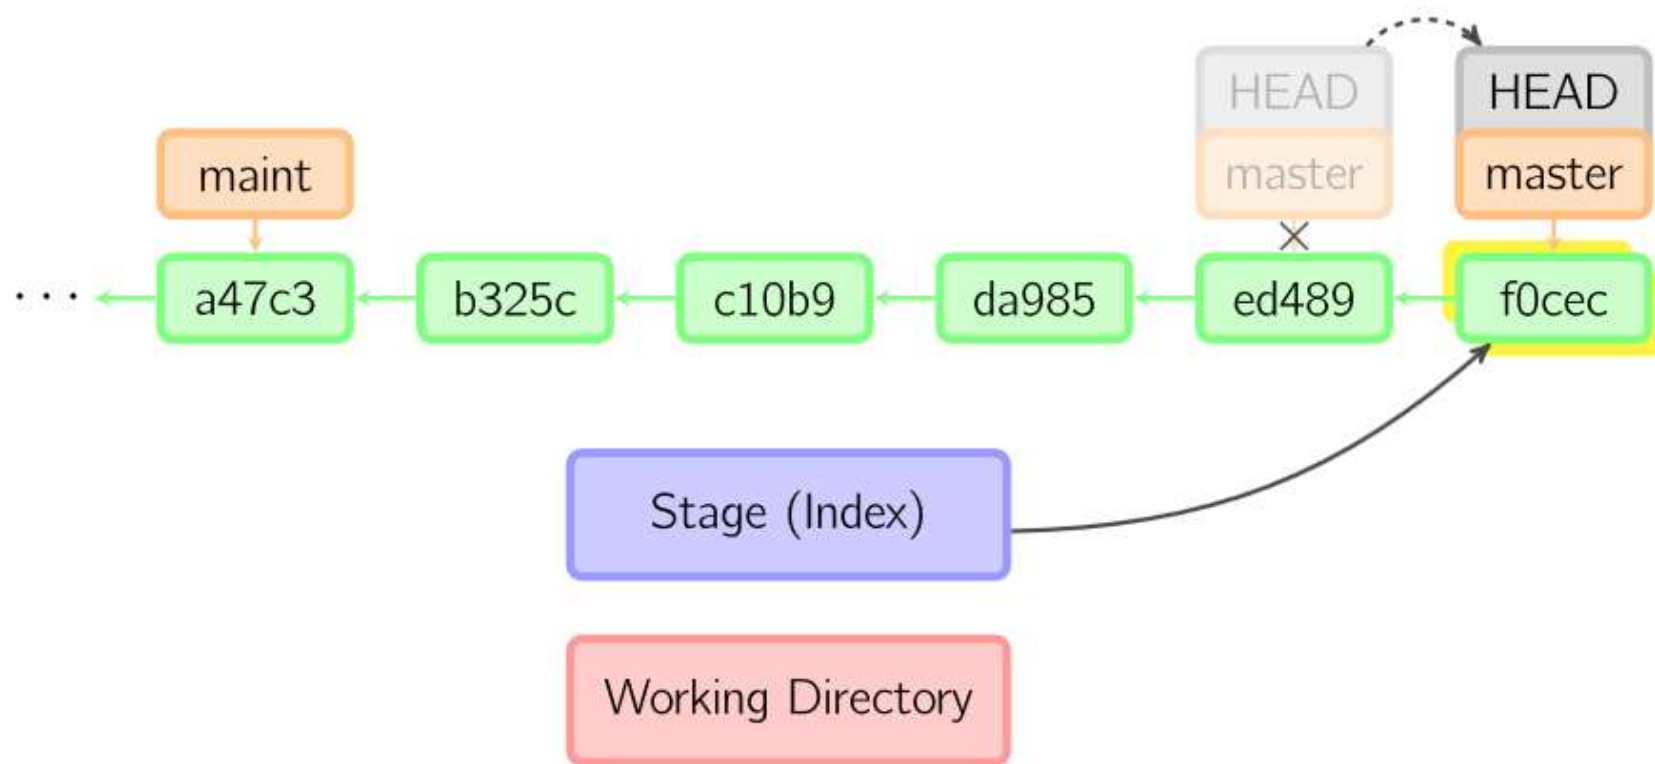 HEAD
HEAD
maint
master
master
...
a47c3
b325c
c10b9
da985
ed489
f0cec
Stage (Index)
Working Directory